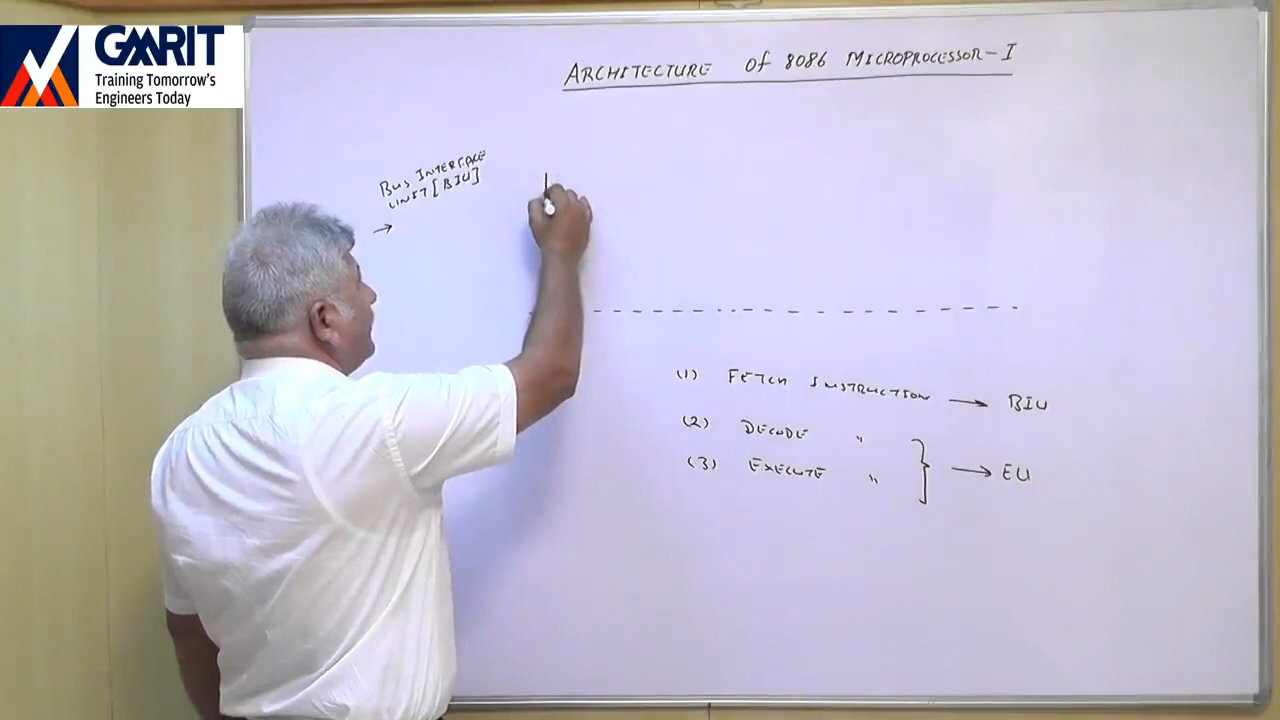 GMRIT
Training Tomorrow's
Engineers Today
ARCHITECTURE of 8086 MICROPROCESSOR-I
BUS INTERFACE
UNIT [BIU]
→
(1) FETCH INSTRUCTION → BIU
(2) DECODE "
(3) EXECUTE " } → EU